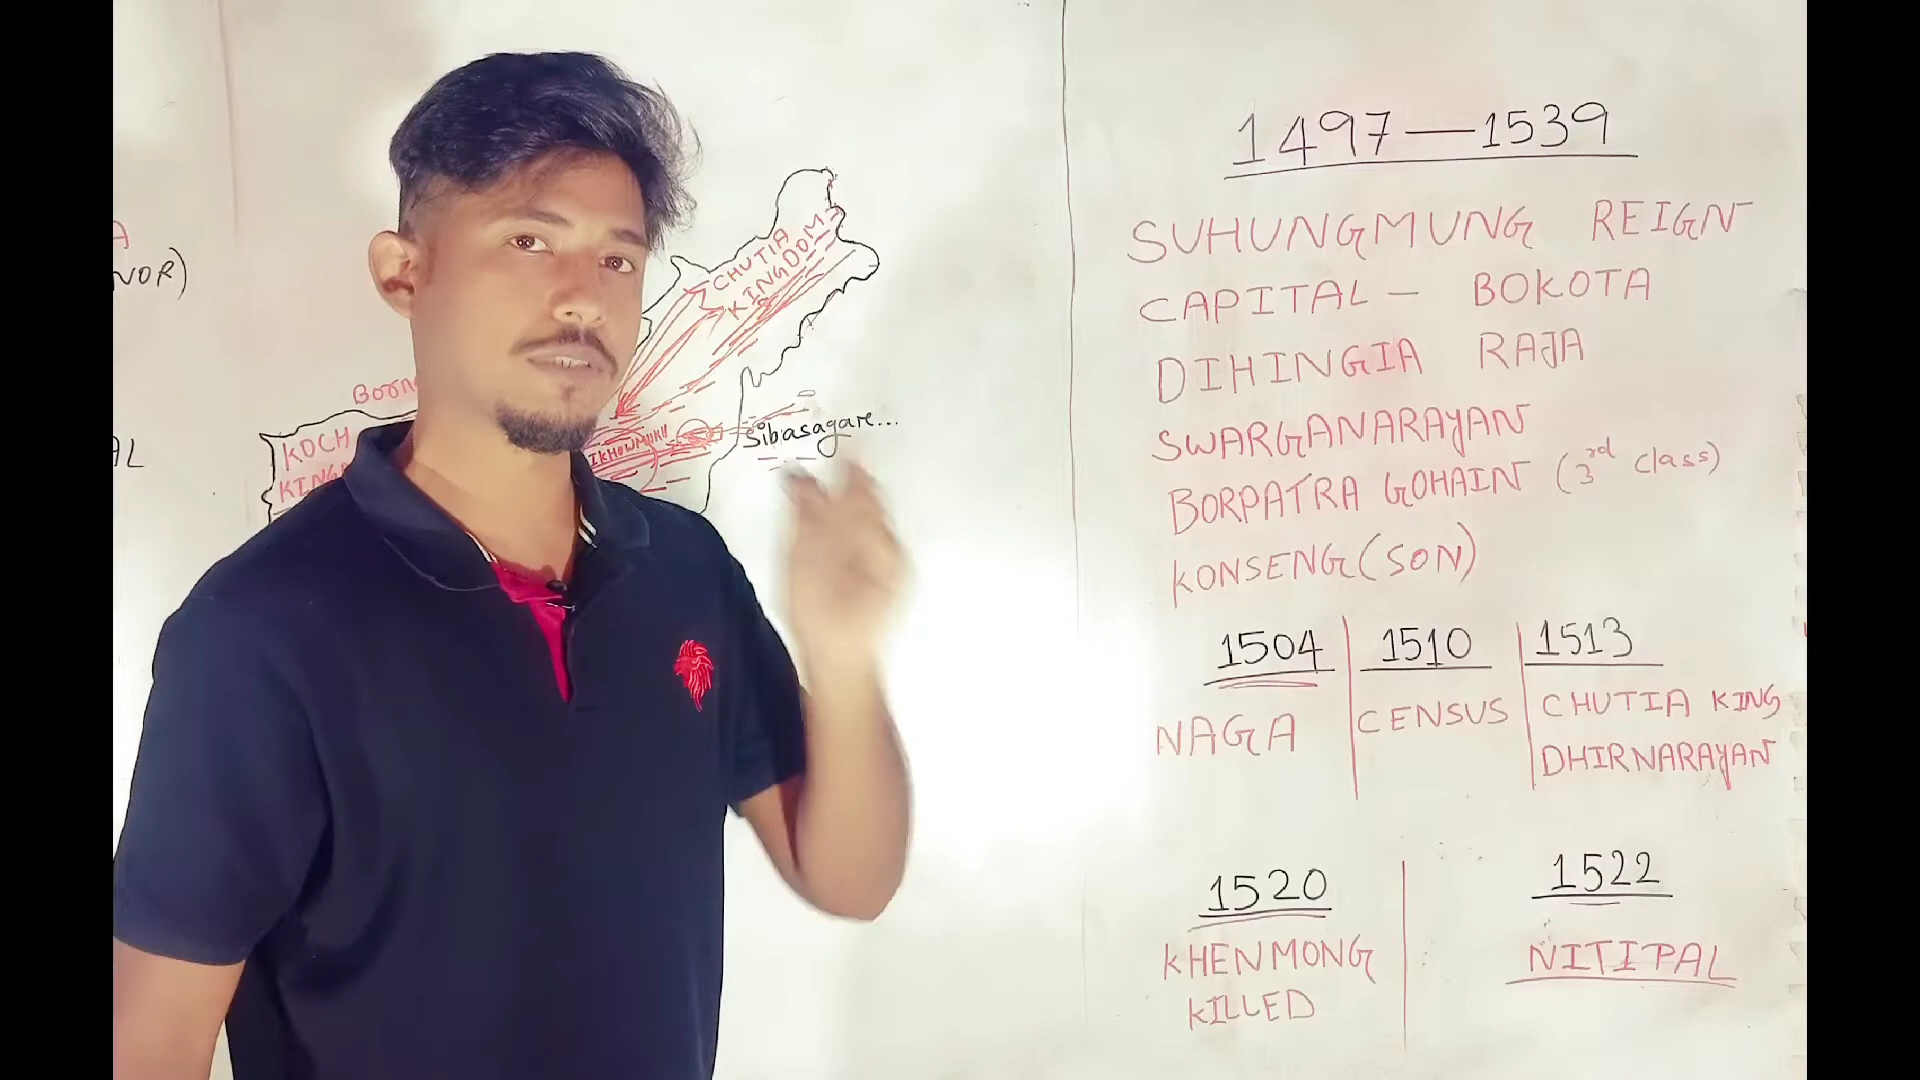 A
NOR)
AL
CHUTIA
KINGDOM
KOCH
IKHOWMUKH
Sibasagare...
1497—1539
SUHUNGMUNG REIGN
CAPITAL - BOKOTA
DIHINGIA RAJA
SWARGANARAYAN
BORPATRA GOHAIN (3rd class)
KONSENG(SON)
1504 1510 1513
NAGA CENSUS CHUTIA KING
DHIRNARAYAN
1520 1522
KHENMONG NITIPAL
KILLED